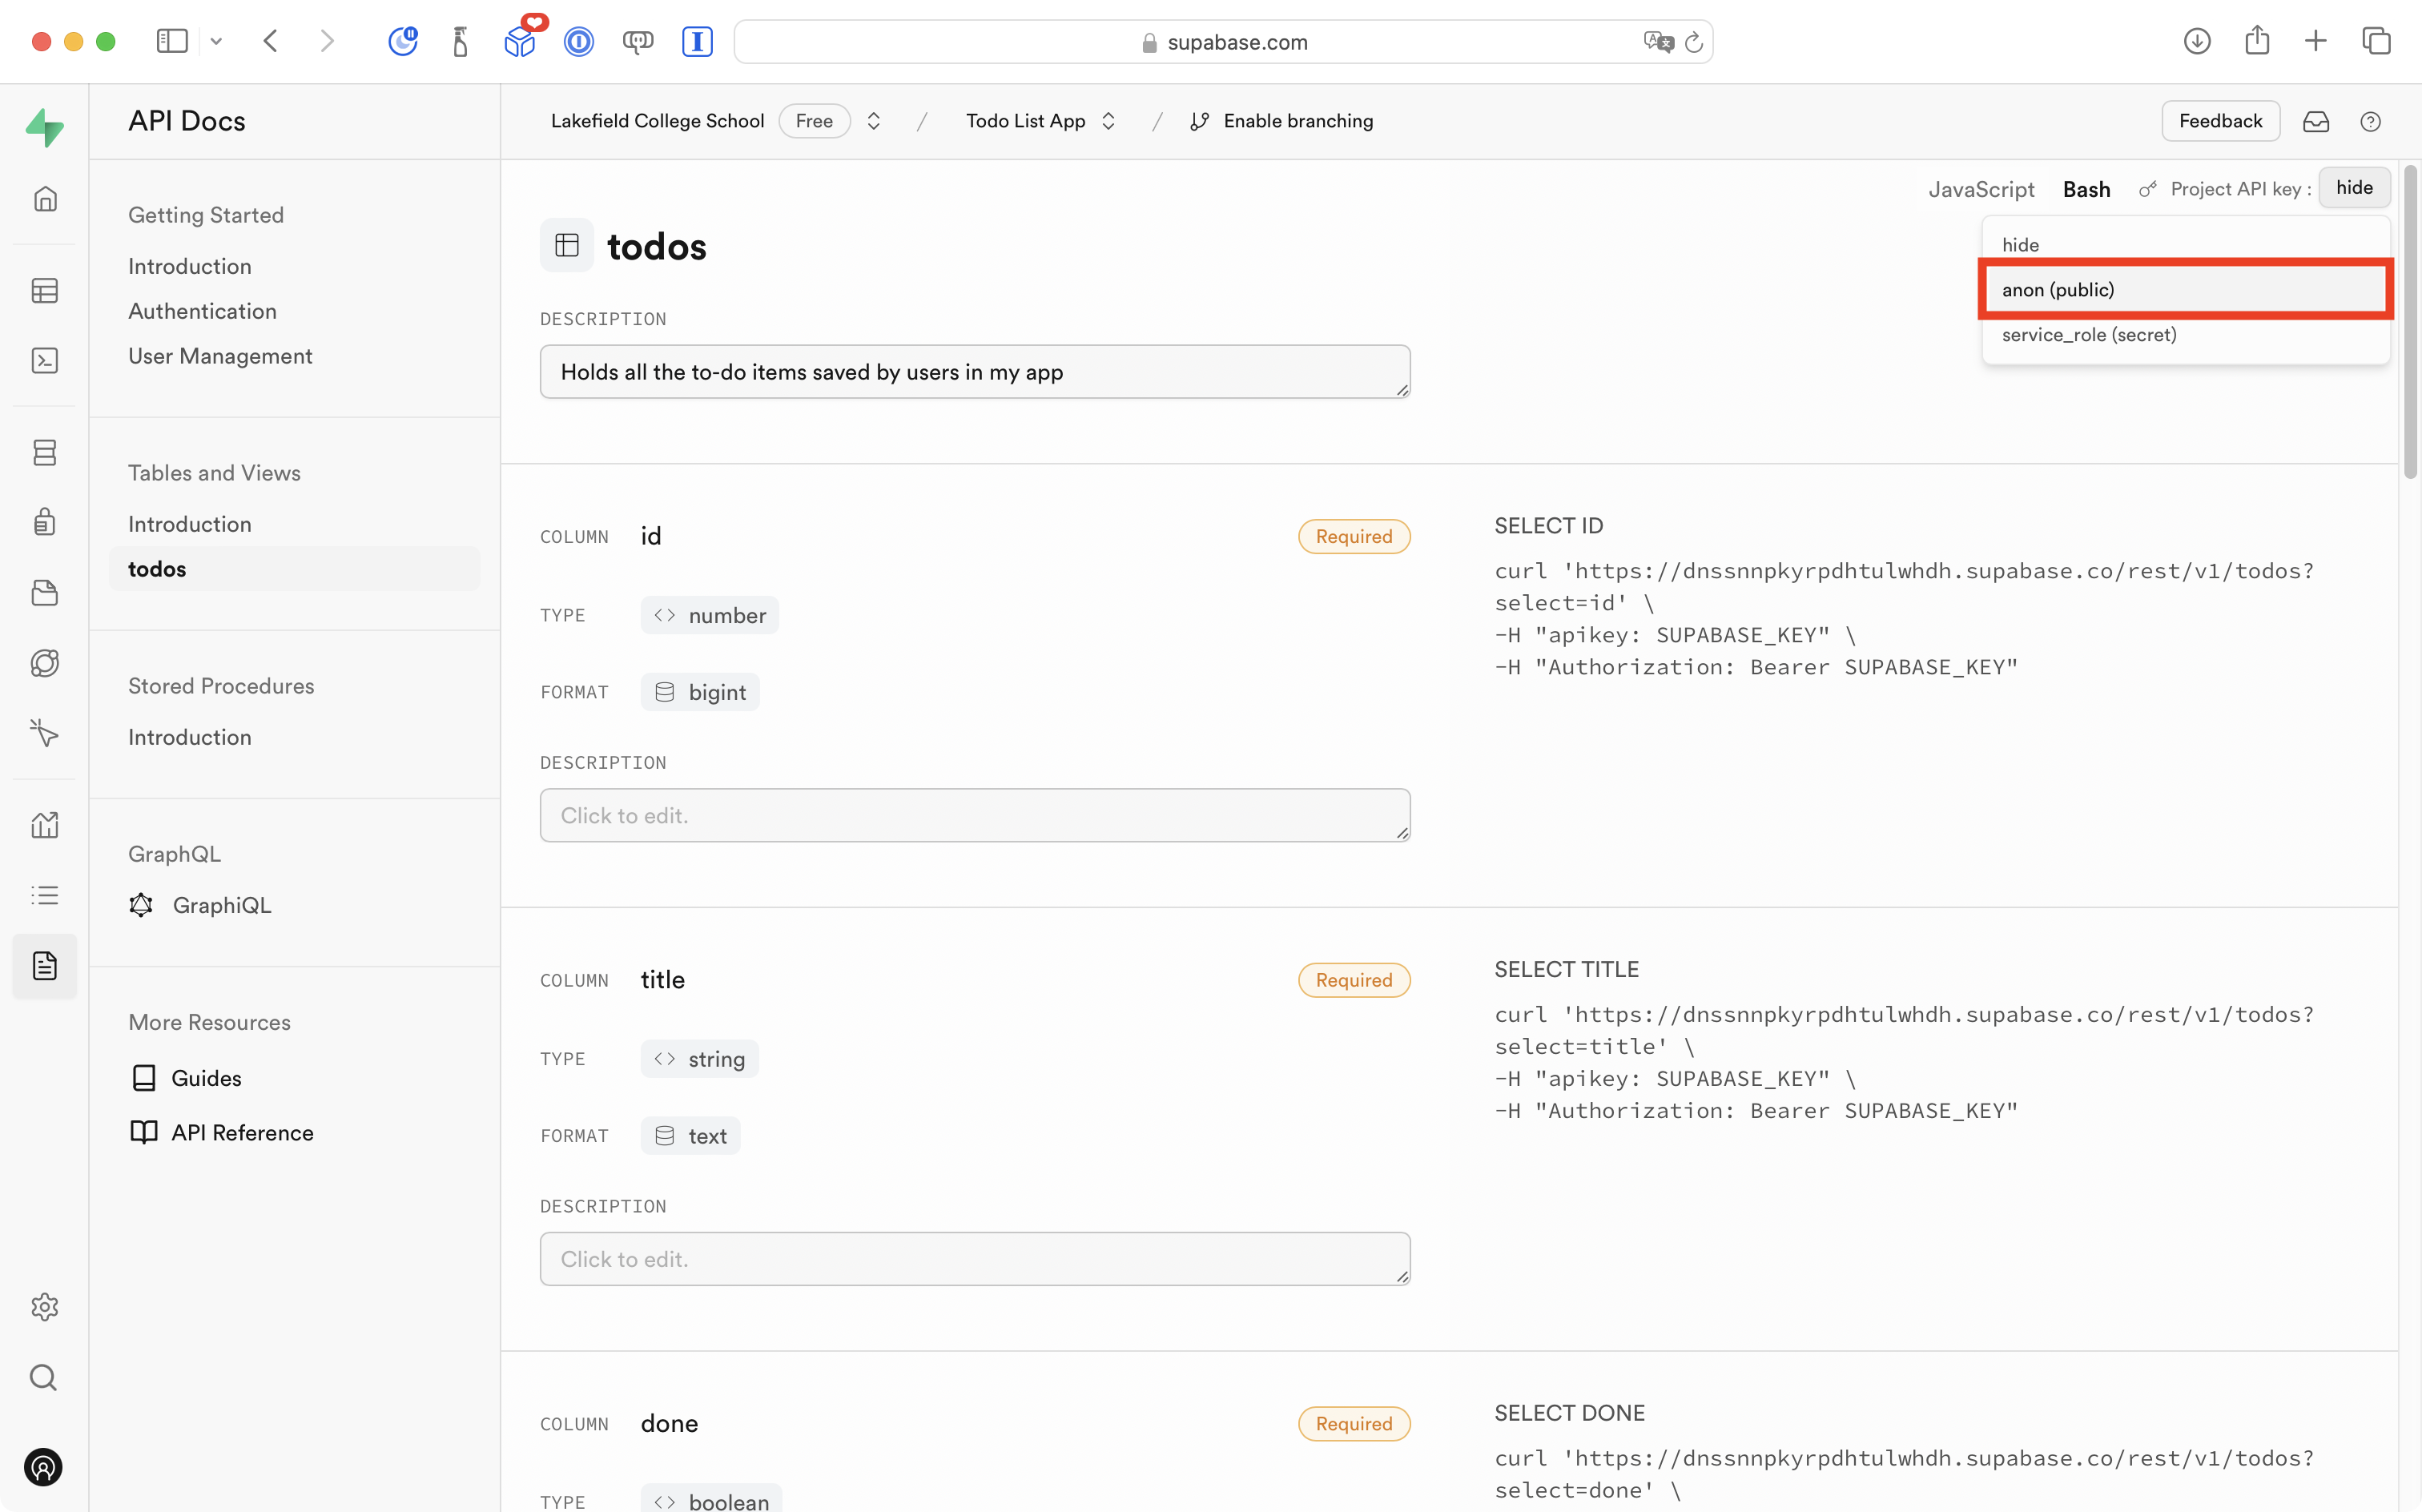 supabase.com
API Docs
Lakefield College School
Free
/
Todo List App
/
Enable branching
Feedback
JavaScript
Bash
Project API key :
hide
hide
anon (public)
service_role (secret)
Getting Started
Introduction
Authentication
User Management
Tables and Views
Introduction
todos
Stored Procedures
Introduction
GraphQL
GraphiQL
More Resources
Guides
API Reference
todos
DESCRIPTION
Holds all the to-do items saved by users in my app
COLUMN id
Required
TYPE <> number
FORMAT bigint
DESCRIPTION
Click to edit.
SELECT ID
curl 'https://dnssnnpkyrpdhtulwhdh.supabase.co/rest/v1/todos?
select=id' \
-H "apikey: SUPABASE_KEY" \
-H "Authorization: Bearer SUPABASE_KEY"
COLUMN title
Required
TYPE <> string
FORMAT text
DESCRIPTION
Click to edit.
SELECT TITLE
curl 'https://dnssnnpkyrpdhtulwhdh.supabase.co/rest/v1/todos?
select=title' \
-H "apikey: SUPABASE_KEY" \
-H "Authorization: Bearer SUPABASE_KEY"
COLUMN done
Required
TYPE <> boolean
SELECT DONE
curl 'https://dnssnnpkyrpdhtulwhdh.supabase.co/rest/v1/todos?
select=done' \